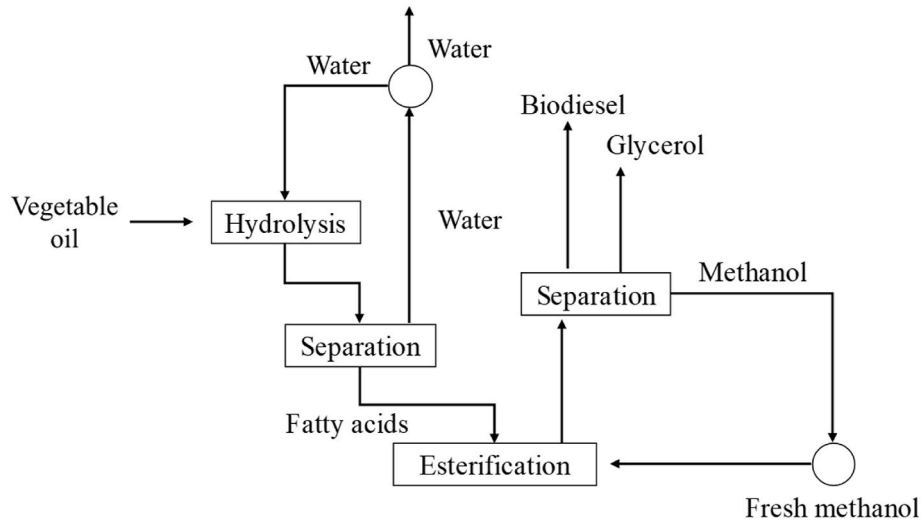 Water
Water
Biodiesel
Glycerol
Vegetable
oil
Hydrolysis
Water
Methanol
Separation
Separation
Fatty acids
Esterification
Fresh methanol